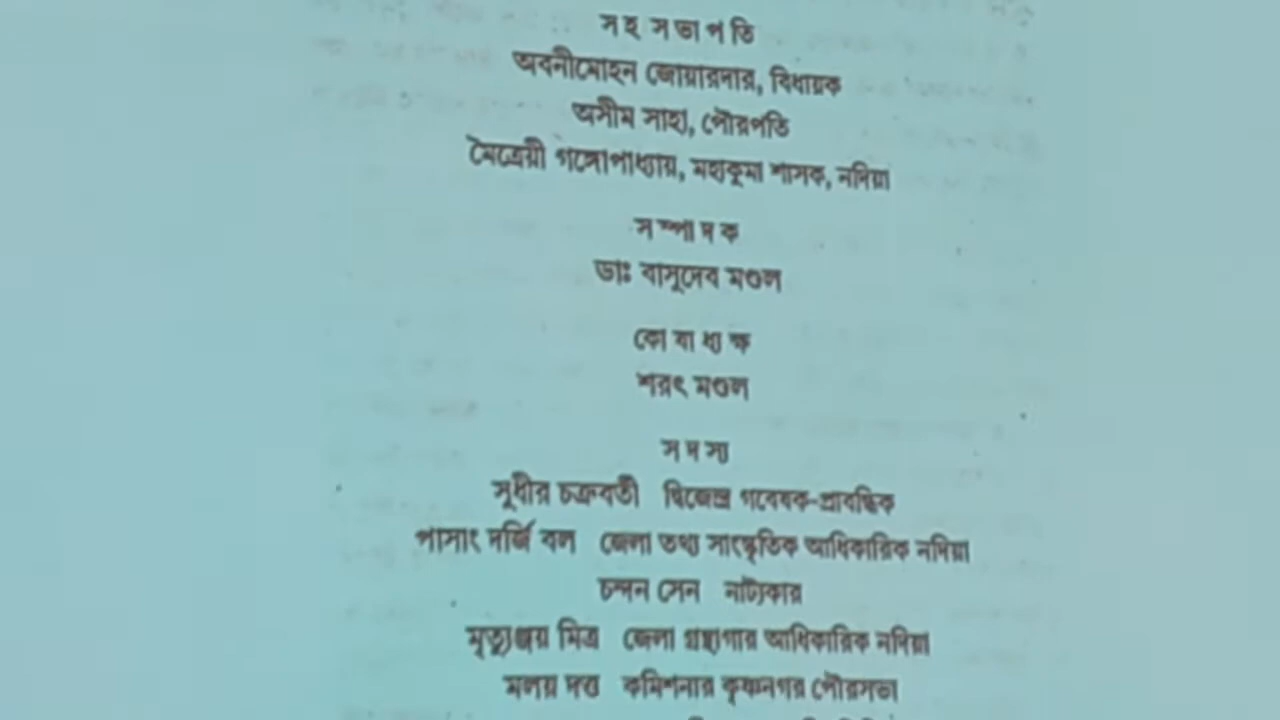 সহ সভাপতি
অবনীমোহন জোয়ারদার, বিধায়ক
অসীম সাহা, পৌরপতি
মৈত্রেয়ী গঙ্গোপাধ্যায়, মহকুমা শাসক, নদিয়া
সম্পাদক
ডাঃ বাসুদেব মণ্ডল
কোষাধ্যক্ষ
শরৎ মণ্ডল
সদস্য
সুধীর চক্রবর্তী দ্বিজেন্দ্র গবেষক-প্রাবন্ধিক
পাসাং দর্জি বল জেলা তথ্য সাংস্কৃতিক আধিকারিক নদিয়া
চন্দন সেন নাট্যকার
মৃত্যুঞ্জয় মিত্র জেলা গ্রন্থাগার আধিকারিক নদিয়া
মলয় দত্ত কমিশনার কৃষ্ণনগর পৌরসভা